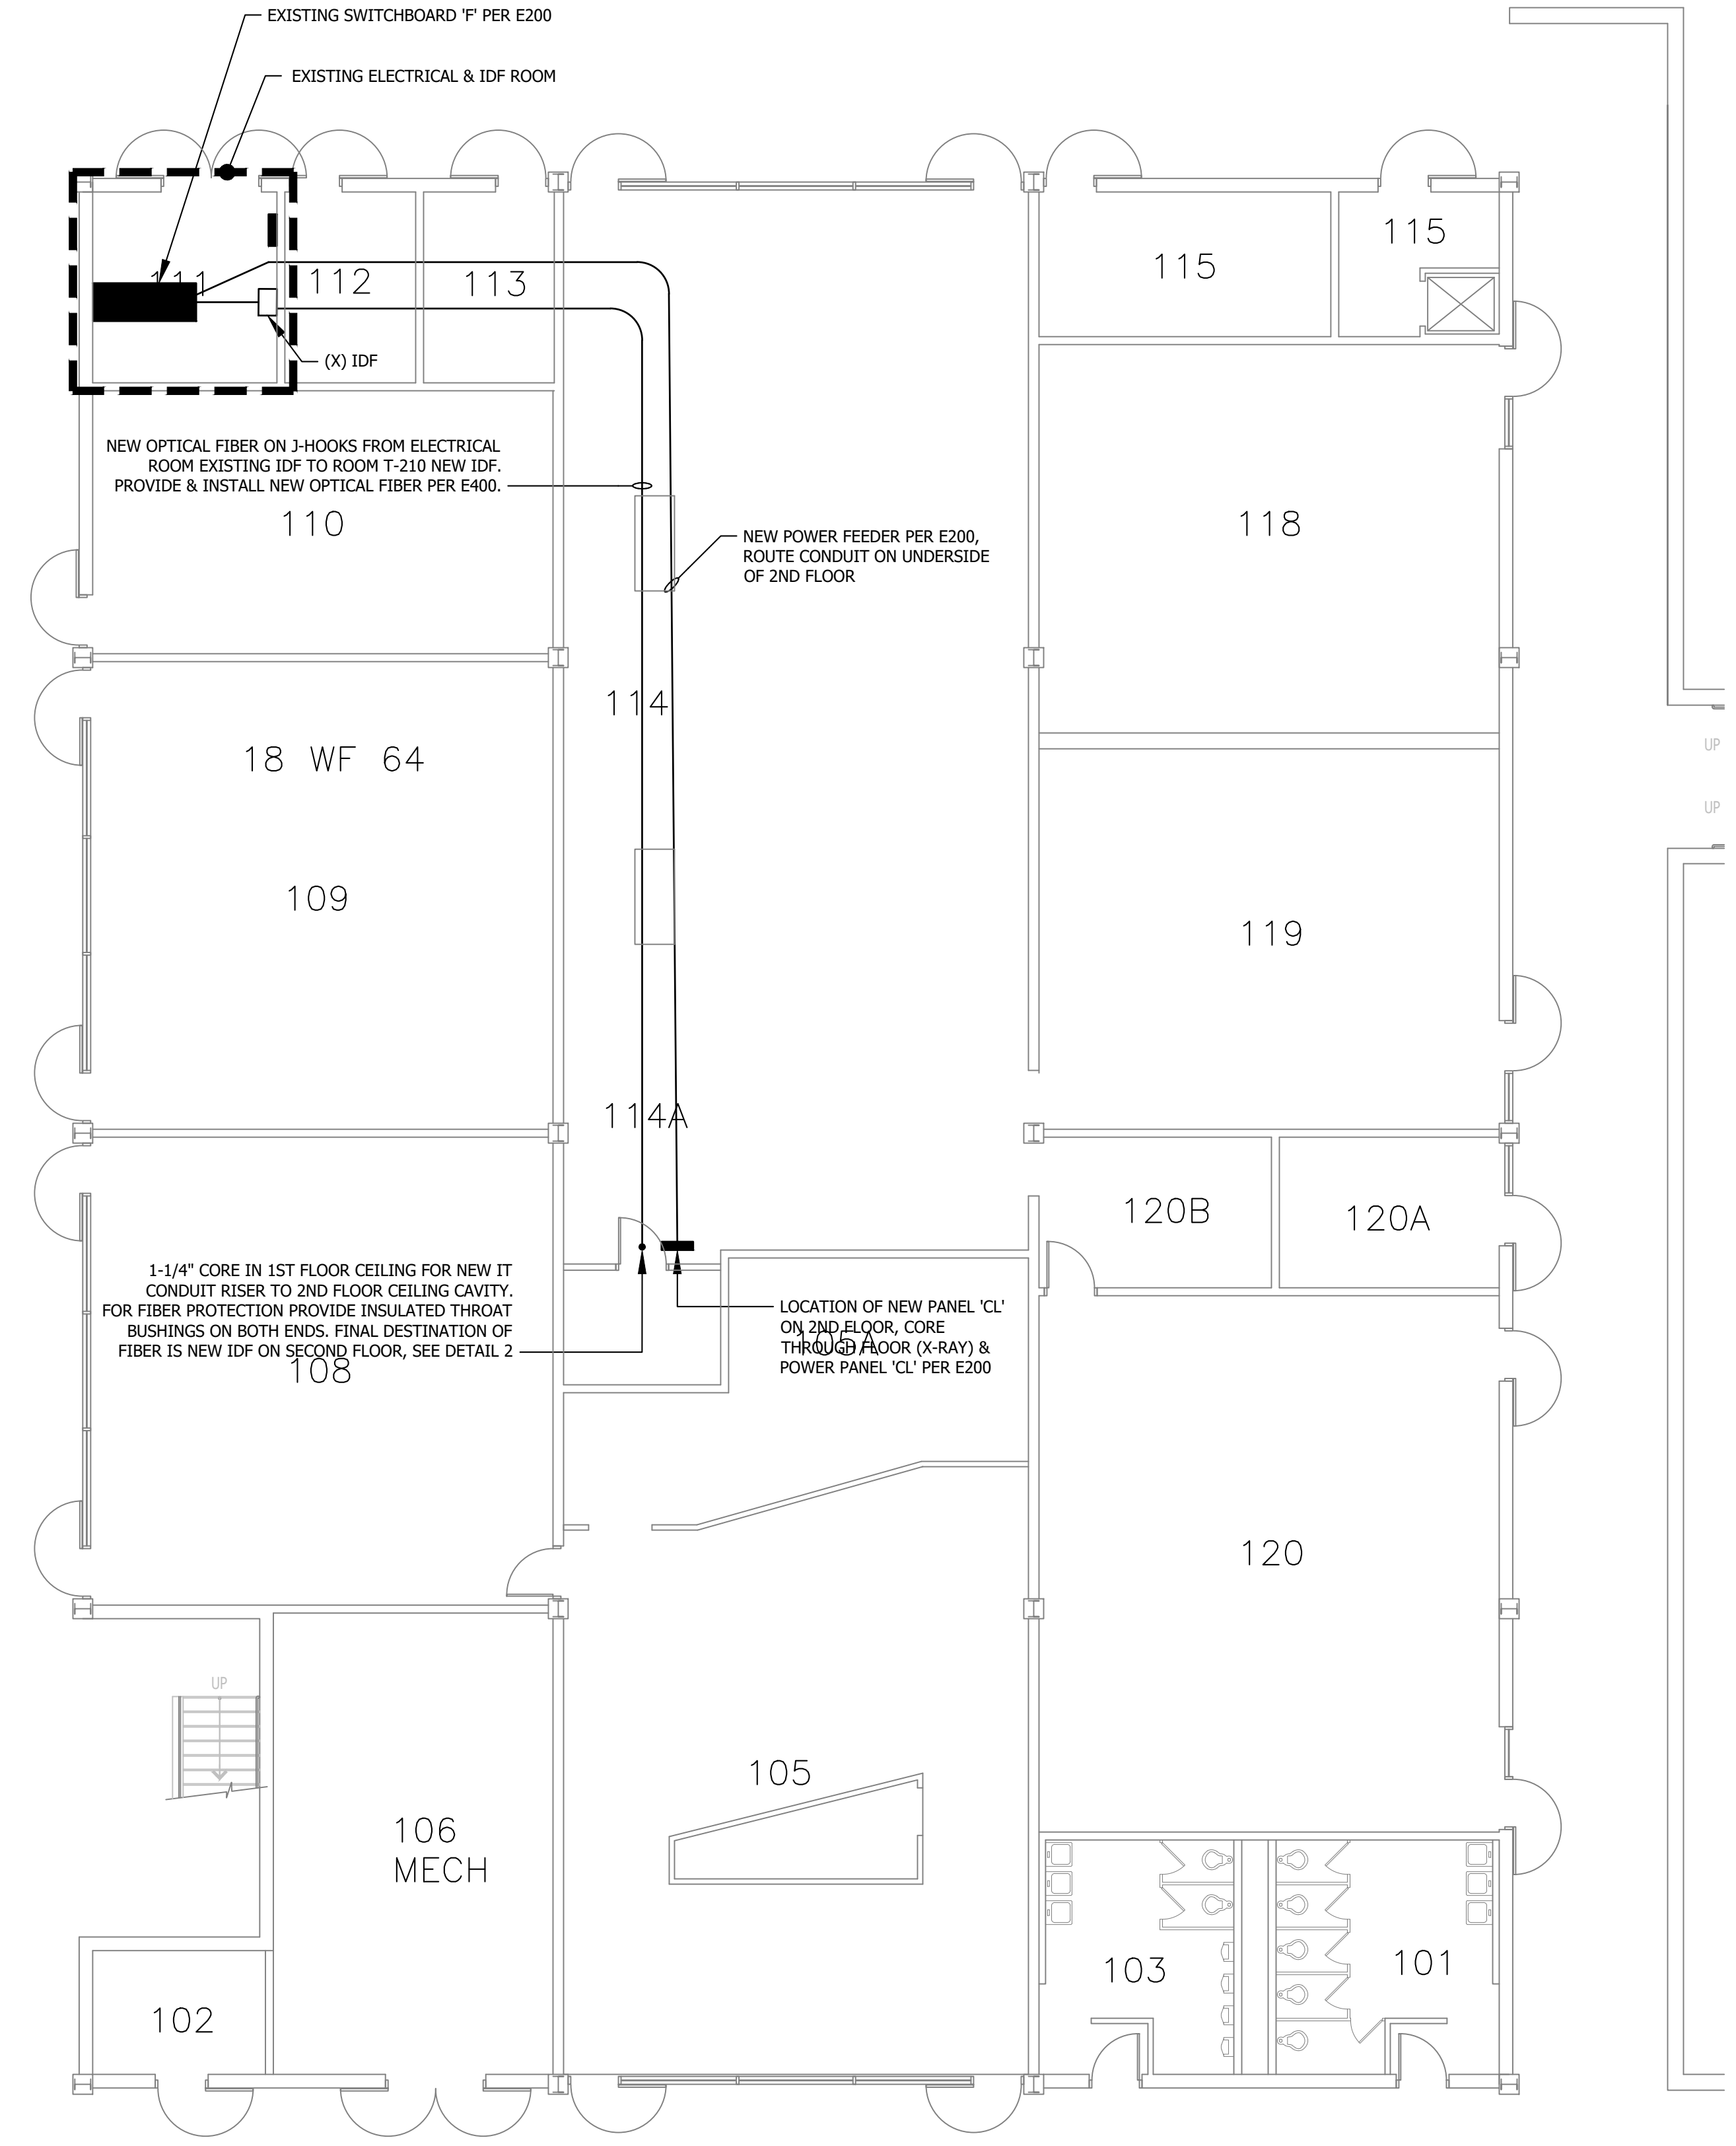 EXISTING SWITCHBOARD 'F' PER E200
EXISTING ELECTRICAL & IDF ROOM
115
115
111
112
113
(X) IDF
NEW OPTICAL FIBER ON J-HOOKS FROM ELECTRICAL
ROOM EXISTING IDF TO ROOM T-210 NEW IDF.
PROVIDE & INSTALL NEW OPTICAL FIBER PER E400.
110
118
NEW POWER FEEDER PER E200,
ROUTE CONDUIT ON UNDERSIDE
OF 2ND FLOOR
114
UP
18 WF 64
UP
109
119
114A
120B
120A
1-1/4" CORE IN 1ST FLOOR CEILING FOR NEW IT
CONDUIT RISER TO 2ND FLOOR CEILING CAVITY.
FOR FIBER PROTECTION PROVIDE INSULATED THROAT
BUSHINGS ON BOTH ENDS. FINAL DESTINATION OF
FIBER IS NEW IDF ON SECOND FLOOR, SEE DETAIL 2
108
LOCATION OF NEW PANEL 'CL'
ON 2ND FLOOR, CORE
THROUGH FLOOR (X-RAY) &
POWER PANEL 'CL' PER E200
105A
120
UP
105
106
MECH
103
101
102